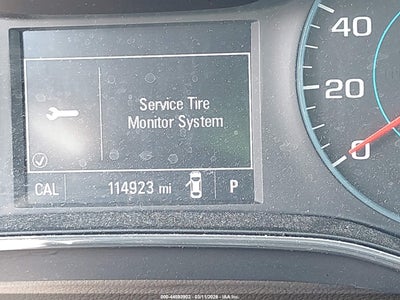 40
20
0
Service Tire
Monitor System
CAL 114923 mi P